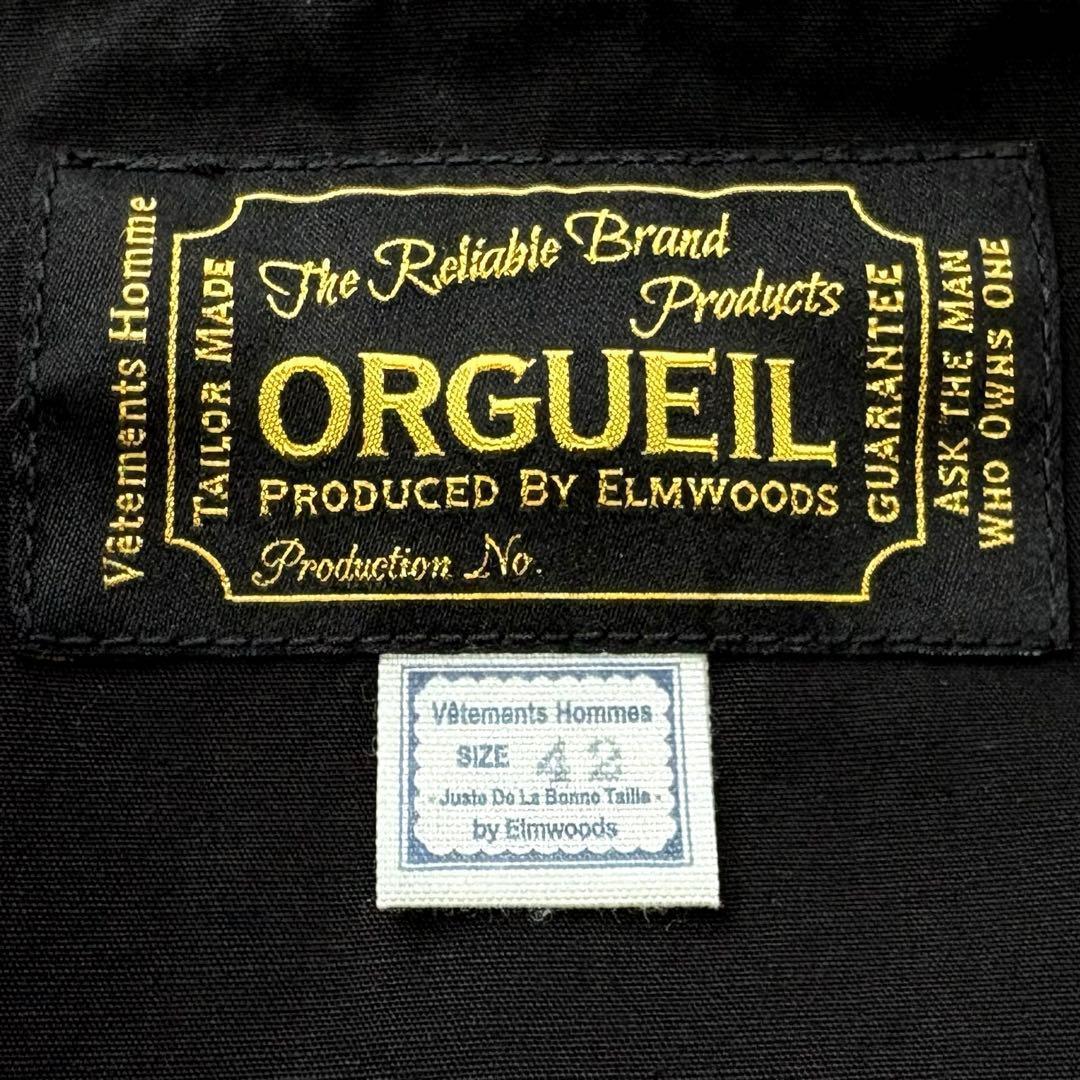 Vêtements Homme
TAILOR MADE
The Reliable Brand
Products
ORGUEIL
PRODUCED BY ELMWOODS
Production No.
GUARANTEE
ASK THE MAN
WHO OWNS ONE
Vêtements Hommes
SIZE 42
- Juste De La Bonne Taille -
by Elmwoods